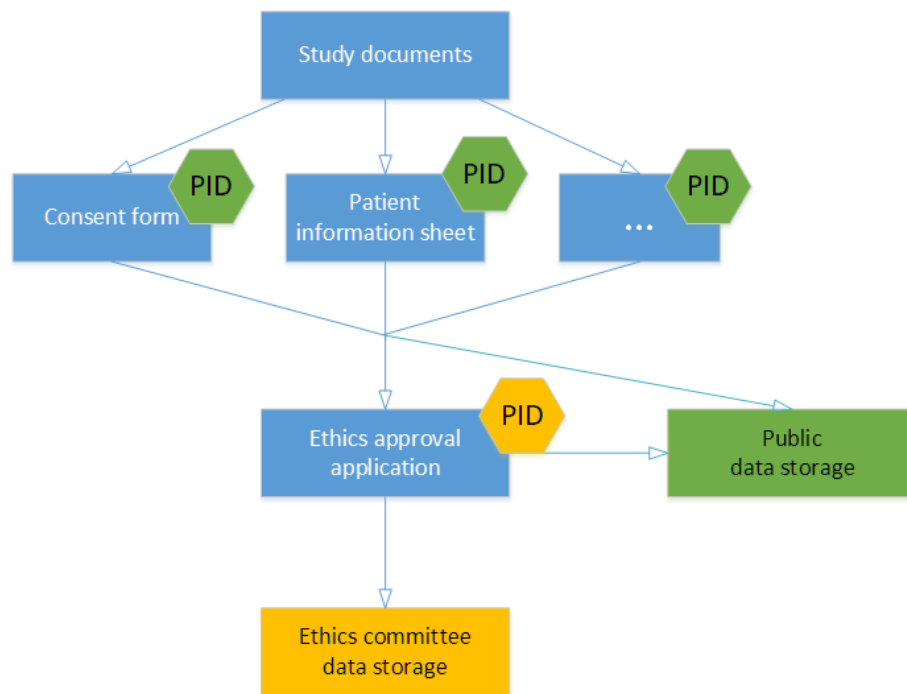 Study documents
PID
Consent form
PID
Patient
information sheet
PID
...
PID
Ethics approval
application
Public
data storage
Ethics committee
data storage